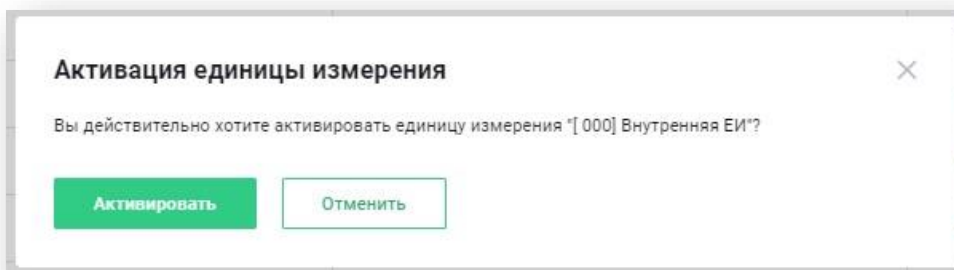 Активация единицы измерения
Вы действительно хотите активировать единицу измерения "[ 000] Внутренняя ЕИ"?
Активировать
Отменить